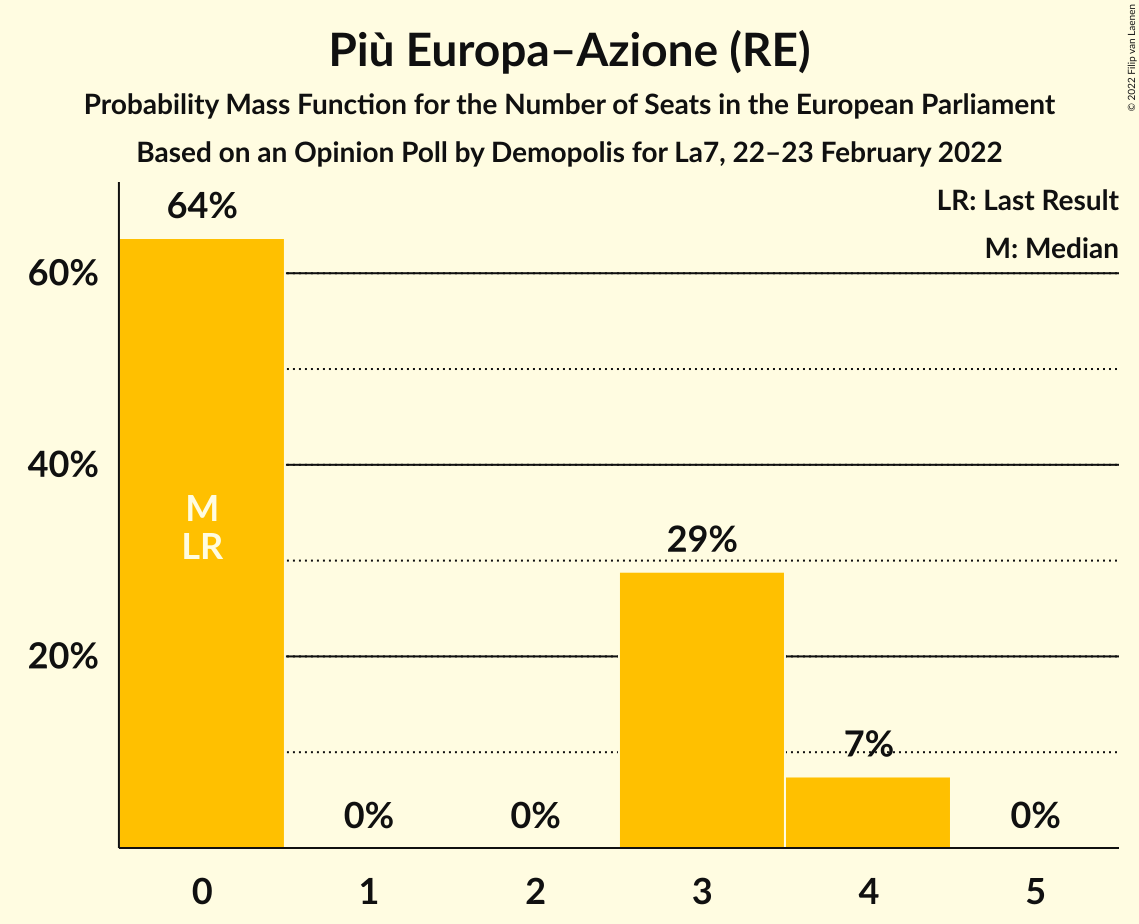 Più Europa–Azione (RE)
Probability Mass Function for the Number of Seats in the European Parliament
Based on an Opinion Poll by Demopolis for La7, 22–23 February 2022
© 2022 Filip van Laenen
LR: Last Result
M: Median
64%
60%
40%
20%
M
LR
0%
0%
29%
7%
0%
0
1
2
3
4
5